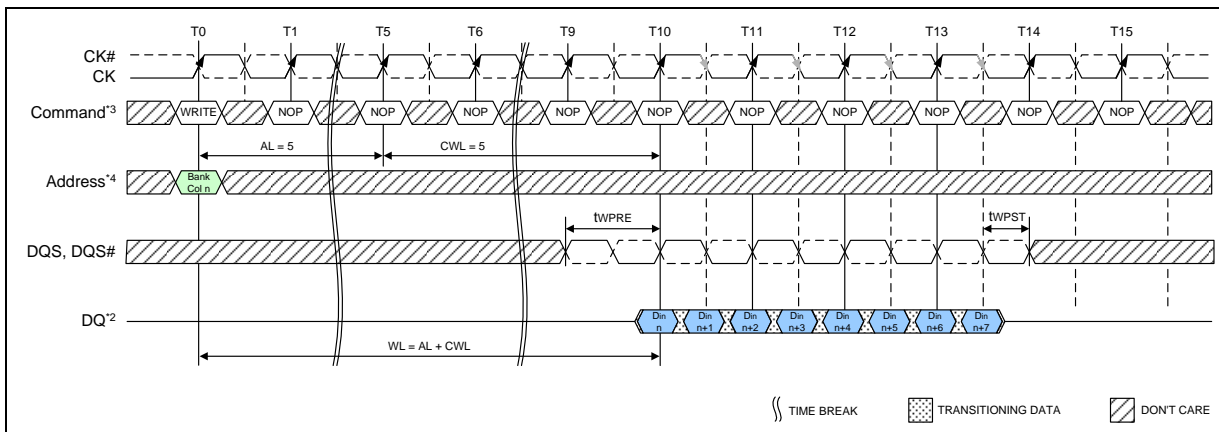 T0 T1 T5 T6 T9 T10 T11 T12 T13 T14 T15
CK#
CK
Command*3 WRITE NOP NOP NOP NOP NOP NOP NOP NOP NOP NOP
AL = 5 CWL = 5
Address*4 Bank
Col n
tWPRE tWPST
DQS, DQS#
DQ*2 Din n Din n+1 Din n+2 Din n+3 Din n+4 Din n+5 Din n+6 Din n+7
WL = AL + CWL
TIME BREAK TRANSITIONING DATA DON'T CARE